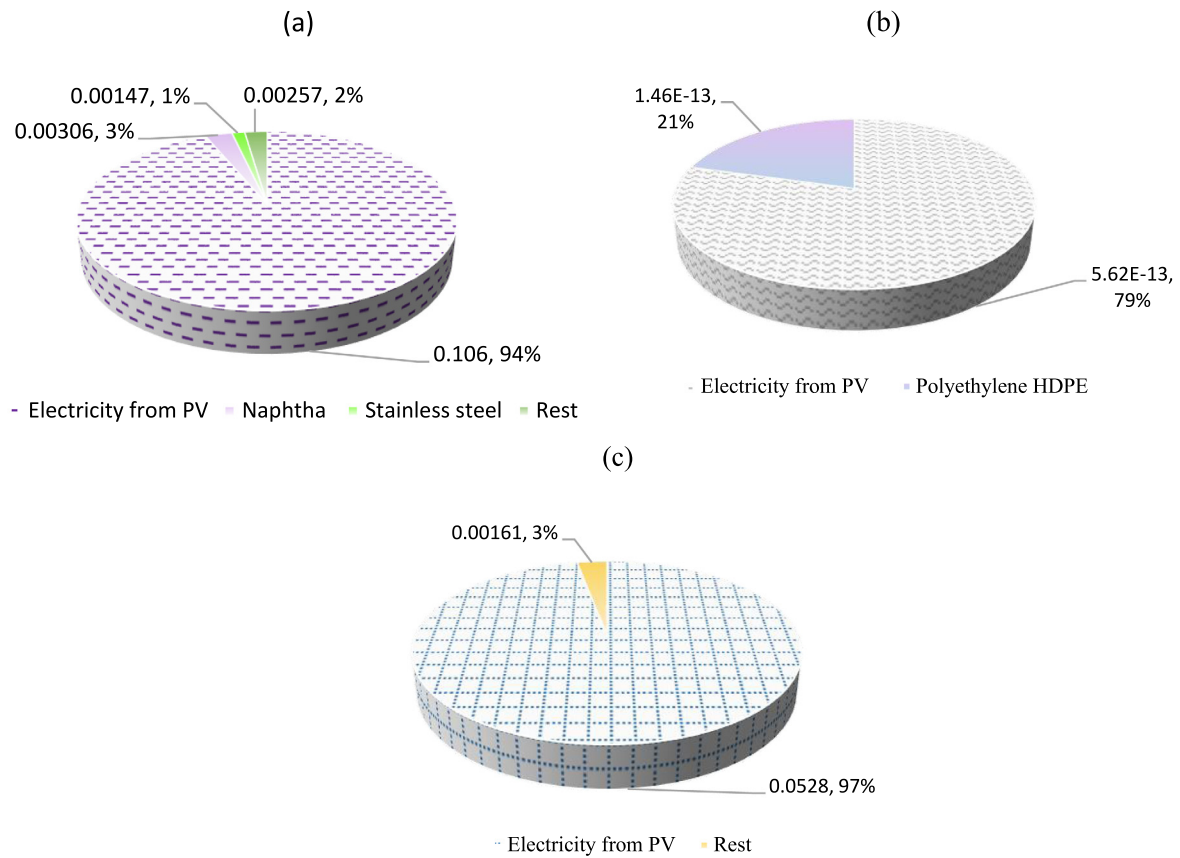 (a)
0.00147, 1%
0.00257, 2%
0.00306, 3%
0.106, 94%
Electricity from PV Naphtha Stainless steel Rest
(b)
1.46E-13,
21%
5.62E-13,
79%
Electricity from PV Polyethylene HDPE
(c)
0.00161, 3%
0.0528, 97%
Electricity from PV Rest